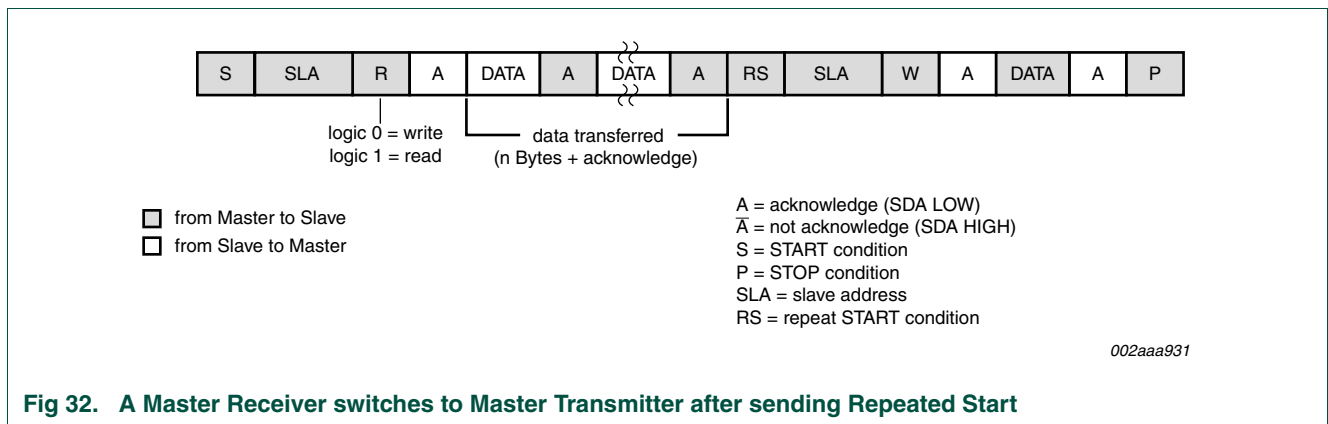 S SLA R A DATA A DATA A RS SLA W A DATA A P
logic 0 = write
logic 1 = read
data transferred
(n Bytes + acknowledge)
from Master to Slave
from Slave to Master
A = acknowledge (SDA LOW)
A̅ = not acknowledge (SDA HIGH)
S = START condition
P = STOP condition
SLA = slave address
RS = repeat START condition
002aaa931
Fig 32. A Master Receiver switches to Master Transmitter after sending Repeated Start